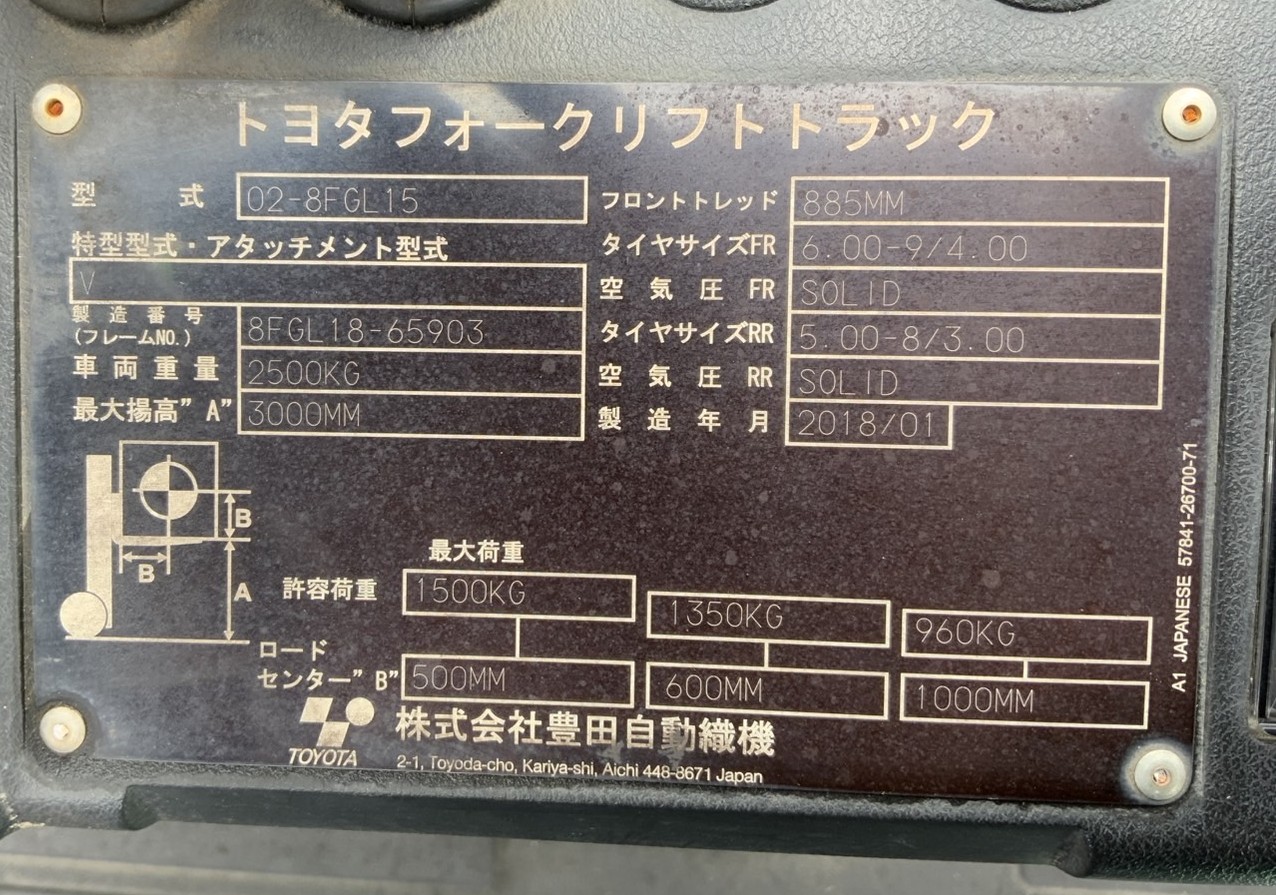 トヨタフォークリフトトラック
型式 02-8FGL15
特型型式・アタッチメント型式
V
製造番号
(フレームNO.) 8FGL18-65903
車両重量 2500KG
最大揚高"A" 3000MM
フロントトレッド 885MM
タイヤサイズFR 6.00-9/4.00
空気圧 FR SOLID
タイヤサイズRR 5.00-8/3.00
空気圧 RR SOLID
製造年月 2018/01
B
B
A
最大荷重
許容荷重 1500KG 1350KG 960KG
ロード
センター"B" 500MM 600MM 1000MM
TOYOTA
株式会社豊田自動織機
2-1, Toyoda-cho, Kariya-shi, Aichi 448-8671 Japan
A1 JAPANESE 57841-26700-71